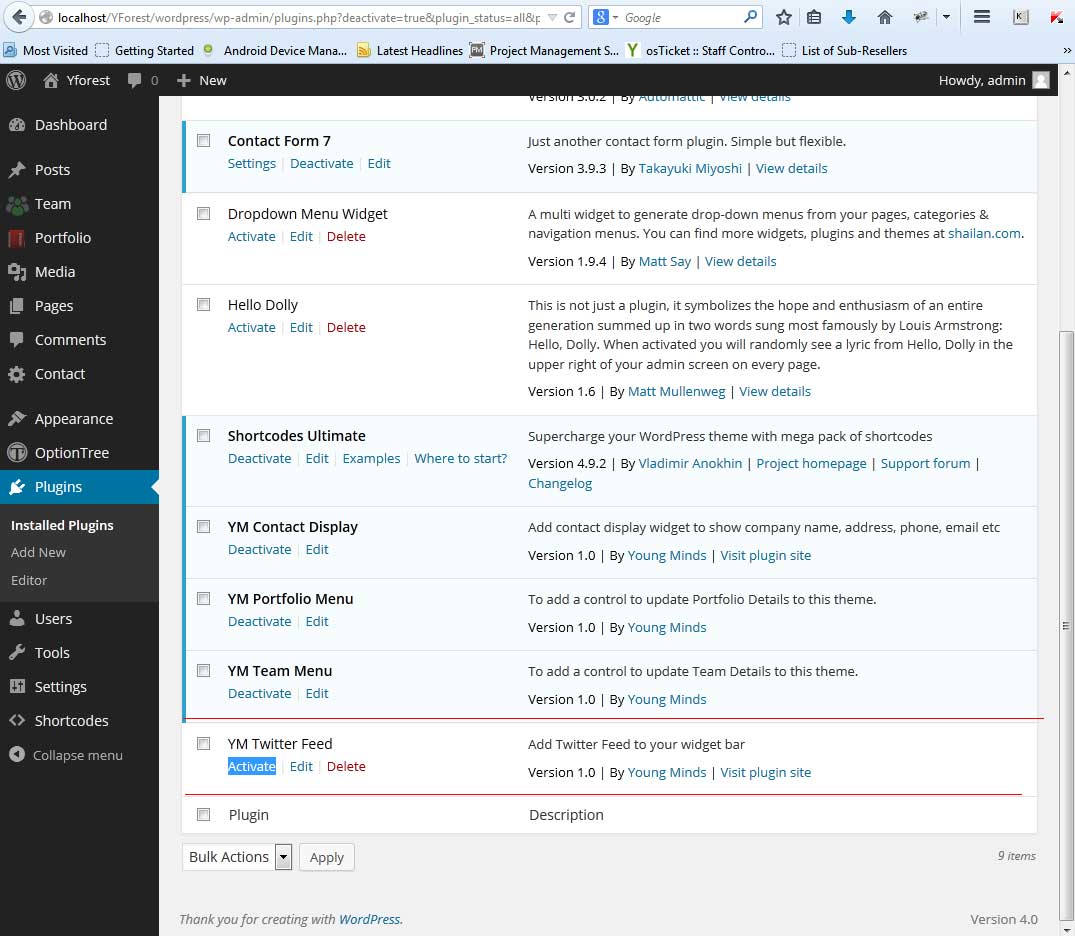 localhost/YForest/wordpress/wp-admin/plugins.php?deactivate=true&plugin_status=all&p
Google
Most Visited Getting Started Android Device Mana... Latest Headlines Project Management S... osTicket :: Staff Contro... List of Sub-Resellers »
Yforest 0 New Howdy, admin
Version 3.0.2 | By Automattic | View details
Dashboard
Posts
Team
Portfolio
Media
Pages
Comments
Contact
Appearance
OptionTree
Plugins
Installed Plugins
Add New
Editor
Users
Tools
Settings
Shortcodes
Collapse menu
Contact Form 7
Settings | Deactivate | Edit
Just another contact form plugin. Simple but flexible.
Version 3.9.3 | By Takayuki Miyoshi | View details
Dropdown Menu Widget
Activate | Edit | Delete
A multi widget to generate drop-down menus from your pages, categories &
navigation menus. You can find more widgets, plugins and themes at shailan.com.
Version 1.9.4 | By Matt Say | View details
Hello Dolly
Activate | Edit | Delete
This is not just a plugin, it symbolizes the hope and enthusiasm of an entire
generation summed up in two words sung most famously by Louis Armstrong:
Hello, Dolly. When activated you will randomly see a lyric from Hello, Dolly in the
upper right of your admin screen on every page.
Version 1.6 | By Matt Mullenweg | View details
Shortcodes Ultimate
Deactivate | Edit | Examples | Where to start?
Supercharge your WordPress theme with mega pack of shortcodes
Version 4.9.2 | By Vladimir Anokhin | Project homepage | Support forum |
Changelog
YM Contact Display
Deactivate | Edit
Add contact display widget to show company name, address, phone, email etc
Version 1.0 | By Young Minds | Visit plugin site
YM Portfolio Menu
Deactivate | Edit
To add a control to update Portfolio Details to this theme.
Version 1.0 | By Young Minds
YM Team Menu
Deactivate | Edit
To add a control to update Team Details to this theme.
Version 1.0 | By Young Minds
YM Twitter Feed
Activate | Edit | Delete
Add Twitter Feed to your widget bar
Version 1.0 | By Young Minds | Visit plugin site
Plugin Description
Bulk Actions Apply 9 items
Thank you for creating with WordPress. Version 4.0